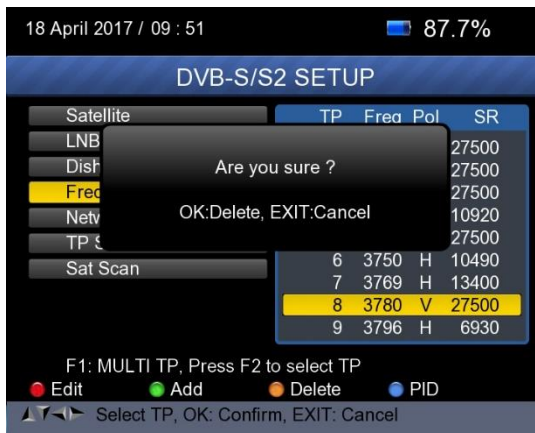 18 April 2017 / 09 : 51
87.7%
DVB-S/S2 SETUP
Satellite
LNB
Dish
Network
TP S
Sat Scan
TP Freq Pol SR
27500
27500
27500
10920
27500
6 3750 H 10490
7 3769 H 13400
8 3780 V 27500
9 3796 H 6930
Are you sure ?
OK:Delete, EXIT:Cancel
F1: MULTI TP, Press F2 to select TP
Edit Add Delete PID
Select TP, OK: Confirm, EXIT: Cancel